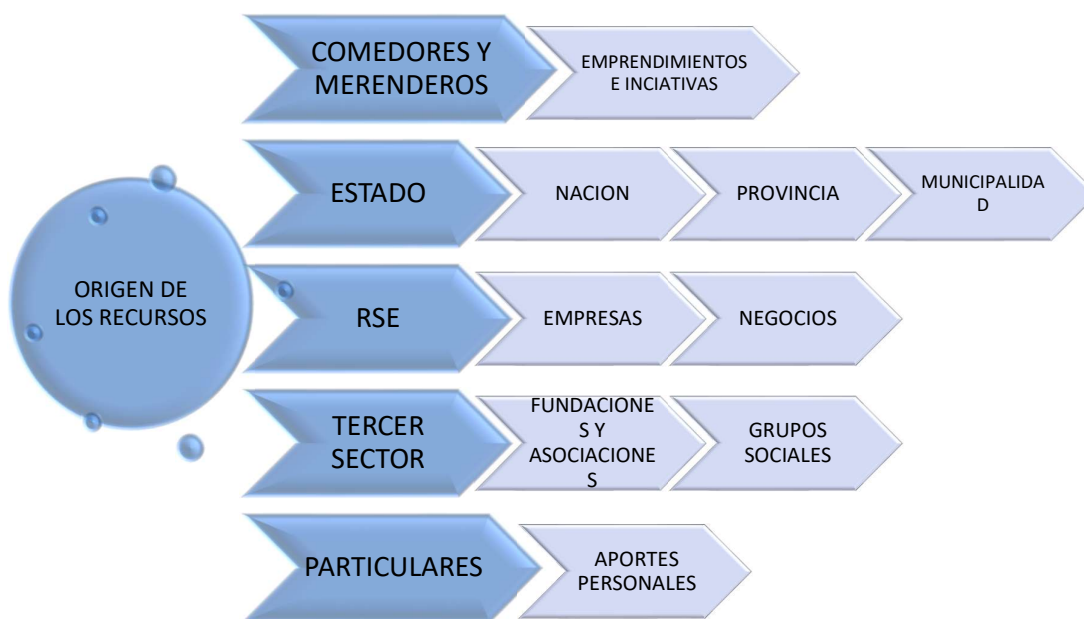 COMEDORES Y
MERENDEROS
EMPRENDIMIENTOS
E INCIATIVAS
ESTADO
NACION
PROVINCIA
MUNICIPALIDA
D
ORIGEN DE
LOS RECURSOS
RSE
EMPRESAS
NEGOCIOS
TERCER
SECTOR
FUNDACIONE
S Y
ASOCIACIONE
S
GRUPOS
SOCIALES
PARTICULARES
APORTES
PERSONALES